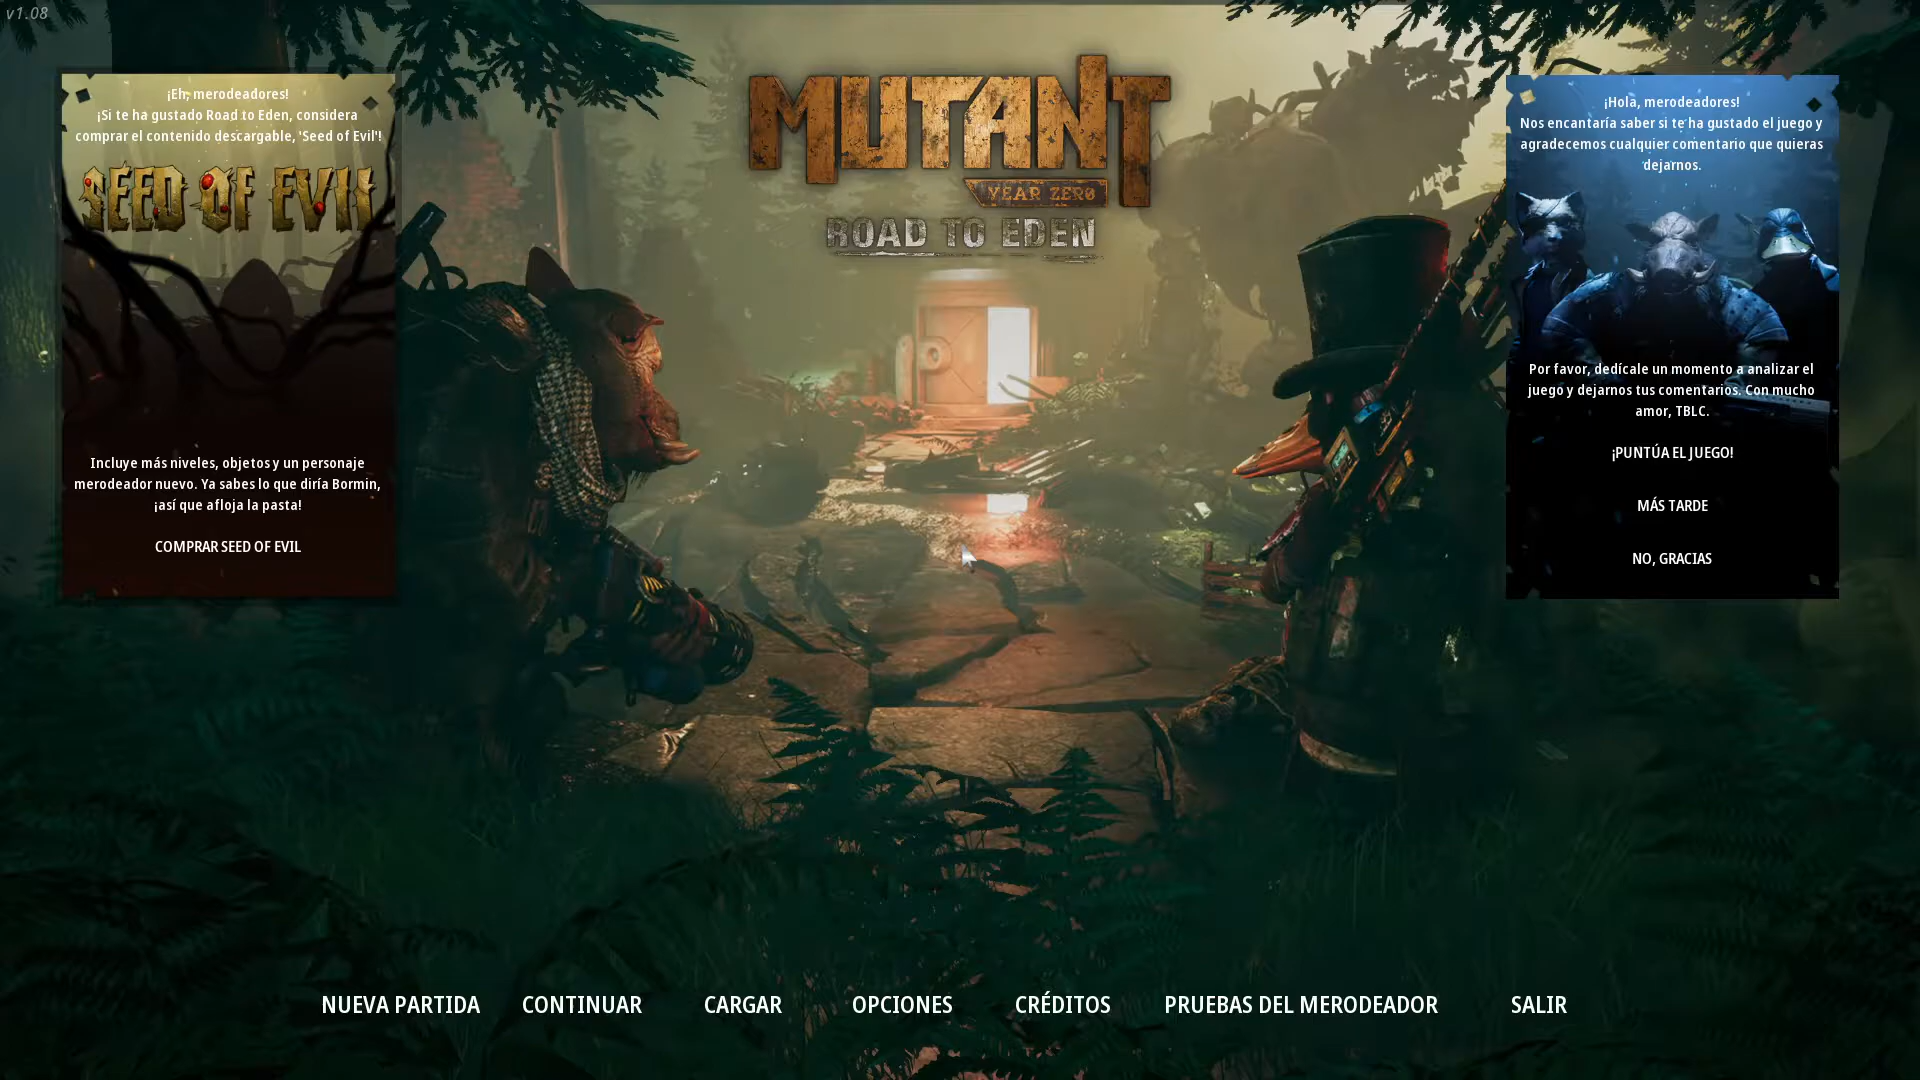 v1.08
¡Eh, merodeadores!
¡Si te ha gustado Road to Eden, considera
comprar el contenido descargable, 'Seed of Evil'!
SEED OF EVIL
Incluye más niveles, objetos y un personaje
merodeador nuevo. Ya sabes lo que diría Bormin,
¡así que afloja la pasta!
COMPRAR SEED OF EVIL
MUTANT
YEAR ZERO
ROAD TO EDEN
¡Hola, merodeadores!
Nos encantaría saber si te ha gustado el juego y
agradecemos cualquier comentario que quieras
dejarnos.
Por favor, dedícale un momento a analizar el
juego y dejarnos tus comentarios. Con mucho
amor, TBLC.
¡PUNTÚA EL JUEGO!
MÁS TARDE
NO, GRACIAS
NUEVA PARTIDA
CONTINUAR
CARGAR
OPCIONES
CRÉDITOS
PRUEBAS DEL MERODEADOR
SALIR